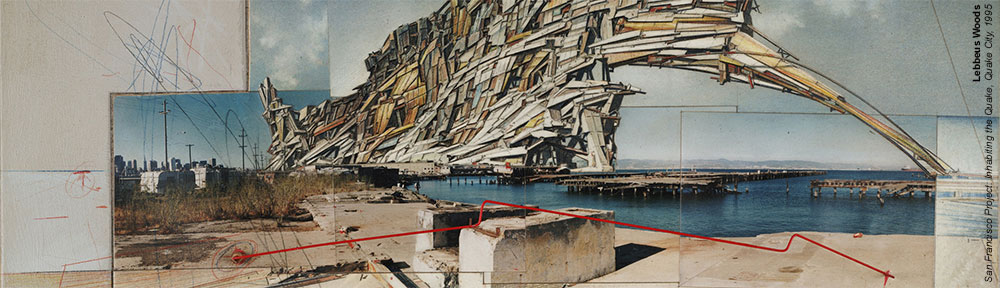 Lebbeus Woods
San Francisco Project: Inhabiting the Quake, Quake City, 1995